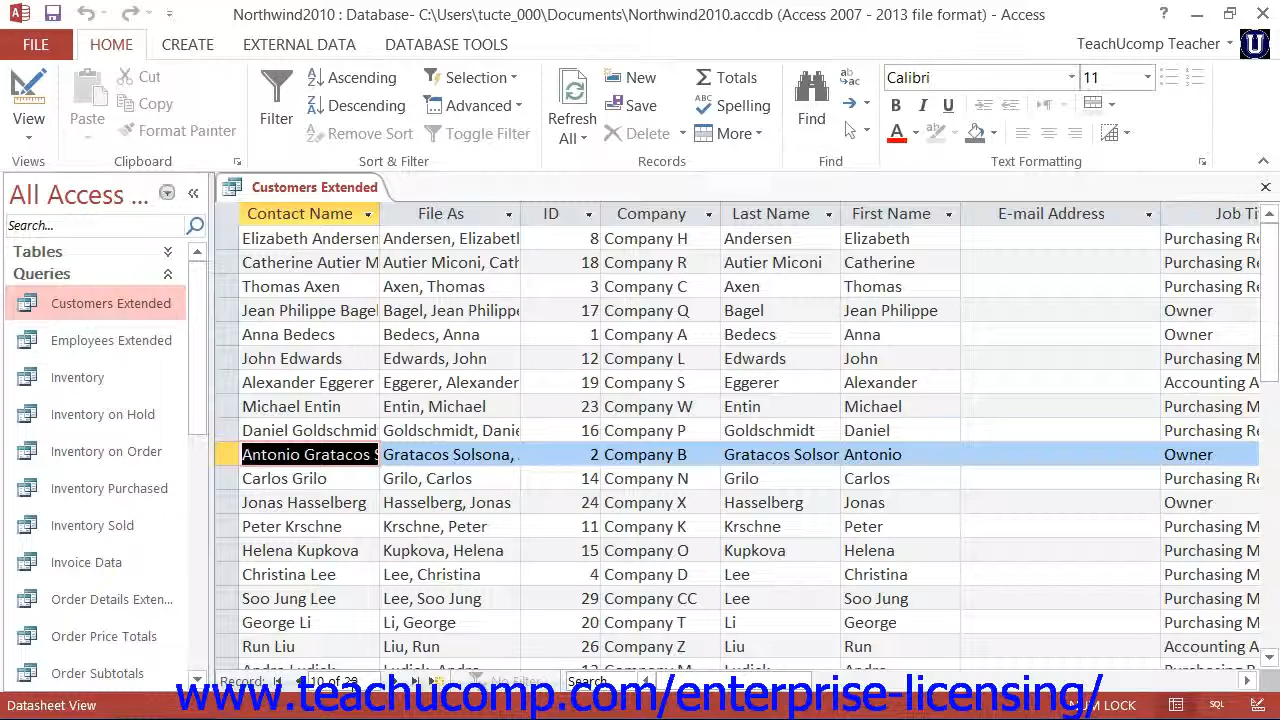 Northwind2010 : Database- C:\Users\tucte_000\Documents\Northwind2010.accdb (Access 2007 - 2013 file format) - Access
FILE HOME CREATE EXTERNAL DATA DATABASE TOOLS TeachUcomp Teacher
View
Views
Paste
Cut
Copy
Format Painter
Clipboard
Filter
Ascending
Descending
Remove Sort
Selection
Advanced
Toggle Filter
Sort & Filter
Refresh
All
New
Save
Delete
Totals
Spelling
More
Records
Find
Find
Calibri 11
B I U
Text Formatting
All Access ...
Search...
Tables
Queries
Customers Extended
Employees Extended
Inventory
Inventory on Hold
Inventory on Order
Inventory Purchased
Inventory Sold
Invoice Data
Order Details Exten...
Order Price Totals
Order Subtotals
Customers Extended
Contact Name File As ID Company Last Name First Name E-mail Address Job Ti
Elizabeth Andersen Andersen, Elizabeth 8 Company H Andersen Elizabeth Purchasing Re
Catherine Autier M Autier Miconi, Cath 18 Company R Autier Miconi Catherine Purchasing Re
Thomas Axen Axen, Thomas 3 Company C Axen Thomas Purchasing Re
Jean Philippe Bagel Bagel, Jean Philippe 17 Company Q Bagel Jean Philippe Owner
Anna Bedecs Bedecs, Anna 1 Company A Bedecs Anna Owner
John Edwards Edwards, John 12 Company L Edwards John Purchasing M
Alexander Eggerer Eggerer, Alexander 19 Company S Eggerer Alexander Accounting A
Michael Entin Entin, Michael 23 Company W Entin Michael Purchasing M
Daniel Goldschmid Goldschmidt, Danie 16 Company P Goldschmidt Daniel Purchasing M
Antonio Gratacos S Gratacos Solsona, 2 Company B Gratacos Solsor Antonio Owner
Carlos Grilo Grilo, Carlos 14 Company N Grilo Carlos Purchasing Re
Jonas Hasselberg Hasselberg, Jonas 24 Company X Hasselberg Jonas Owner
Peter Krschne Krschne, Peter 11 Company K Krschne Peter Purchasing M
Helena Kupkova Kupkova, Helena 15 Company O Kupkova Helena Purchasing M
Christina Lee Lee, Christina 4 Company D Lee Christina Purchasing M
Soo Jung Lee Lee, Soo Jung 29 Company CC Lee Soo Jung Purchasing M
George Li Li, George 20 Company T Li George Purchasing M
Run Liu Liu, Run 26 Company Z Liu Run Accounting A
Record: 10 of 29 No Filter Search
www.teachucomp.com/enterprise-licensing/
Datasheet View NUM LOCK SQL